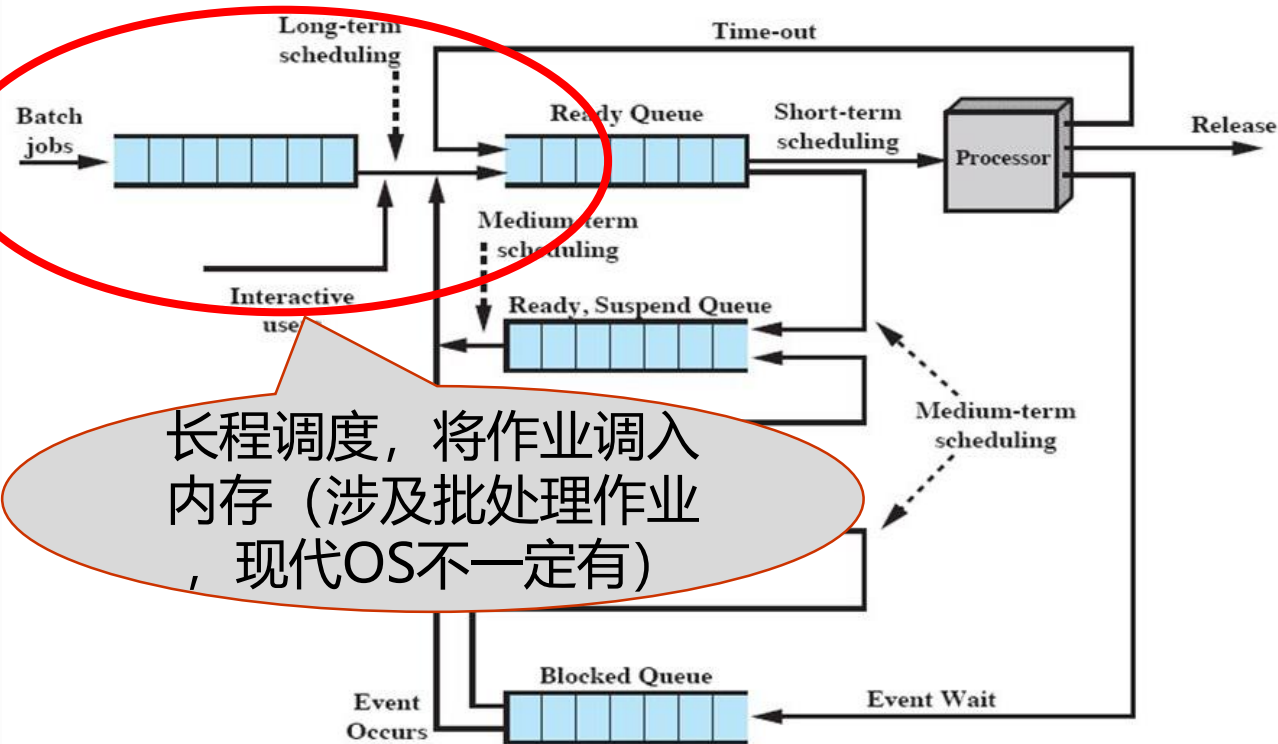 Long-term
scheduling
Time-out
Batch
jobs
Ready Queue
Short-term
scheduling
Processor
Release
Medium-term
scheduling
Interactive
use
Ready, Suspend Queue
Medium-term
scheduling
长程调度，将作业调入
内存（涉及批处理作业
，现代OS不一定有）
Blocked Queue
Event
Occurs
Event Wait